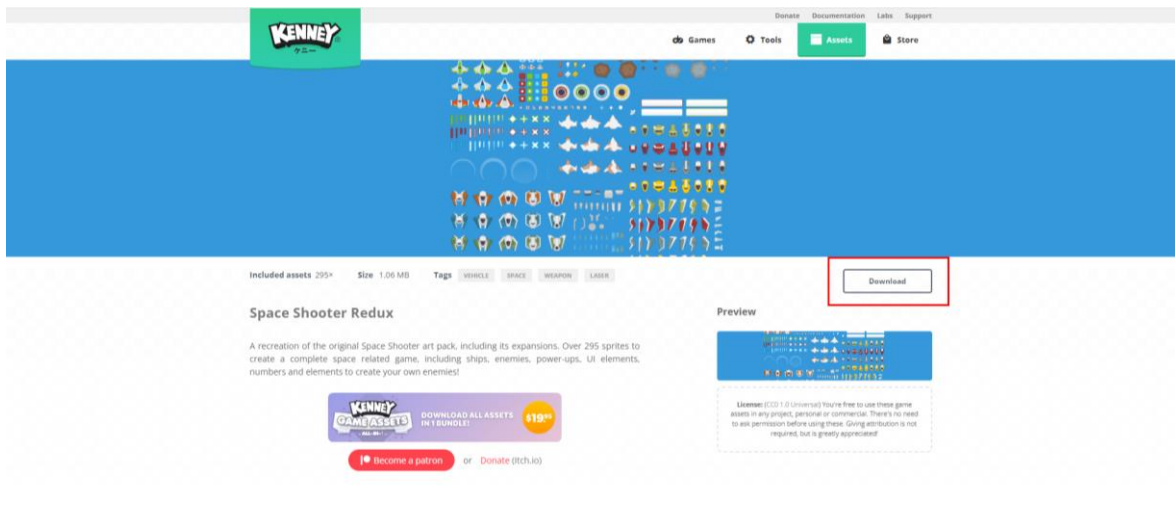 Donate Documentation Labs Support
KENNEY
ケニー
Games Tools Assets Store
Included assets 295× Size 1.06 MB Tags VEHICLE SPACE WEAPON LASER
Download
Space Shooter Redux
A recreation of the original Space Shooter art pack, including its expansions. Over 295 sprites to
create a complete space related game, including ships, enemies, power-ups, UI elements,
numbers and elements to create your own enemies!
KENNEY
GAME ASSETS
DOWNLOAD ALL ASSETS
IN 1 BUNDLE!
$19.95
Become a patron or Donate (itch.io)
Preview
License: (CC0 1.0 Universal) You're free to use these game
assets in any project, personal or commercial. There's no need
to ask permission before using these. Giving attribution is not
required, but is greatly appreciated!